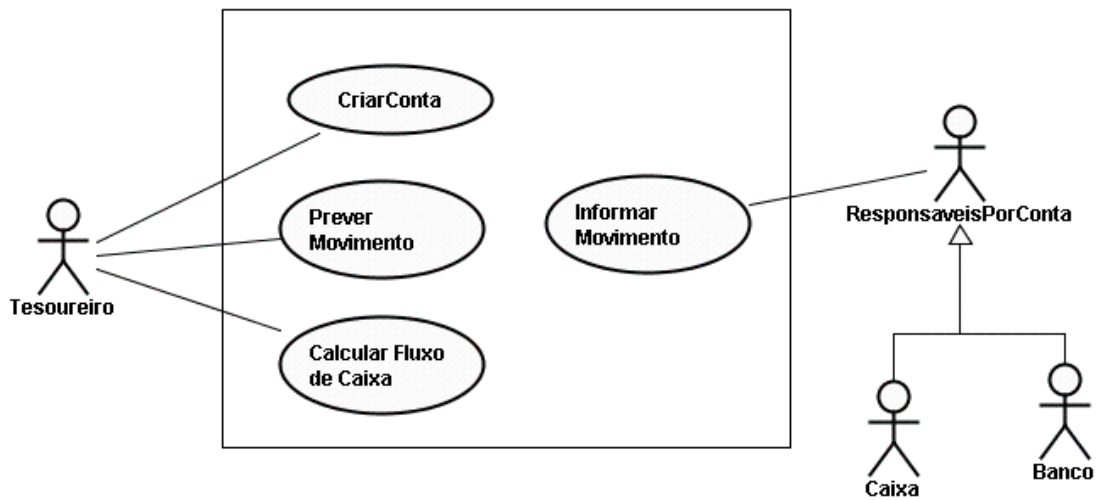 CriarConta
Prever
Movimento
Informar
Movimento
ResponsaveisPorConta
Tesoureiro
Calcular Fluxo
de Caixa
Caixa
Banco